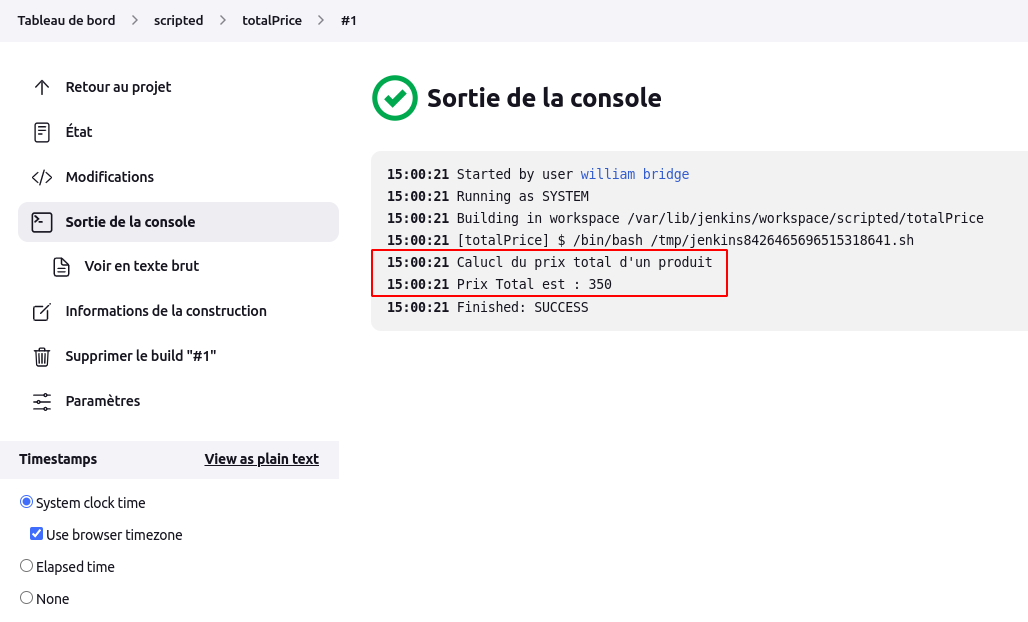 Tableau de bord > scripted > totalPrice > #1
Retour au projet
État
Modifications
Sortie de la console
Voir en texte brut
Informations de la construction
Supprimer le build "#1"
Paramètres
Timestamps View as plain text
System clock time
Use browser timezone
Elapsed time
None
Sortie de la console
15:00:21 Started by user william bridge
15:00:21 Running as SYSTEM
15:00:21 Building in workspace /var/lib/jenkins/workspace/scripted/totalPrice
15:00:21 [totalPrice] $ /bin/bash /tmp/jenkins8426465696515318641.sh
15:00:21 Calucl du prix total d'un produit
15:00:21 Prix Total est : 350
15:00:21 Finished: SUCCESS